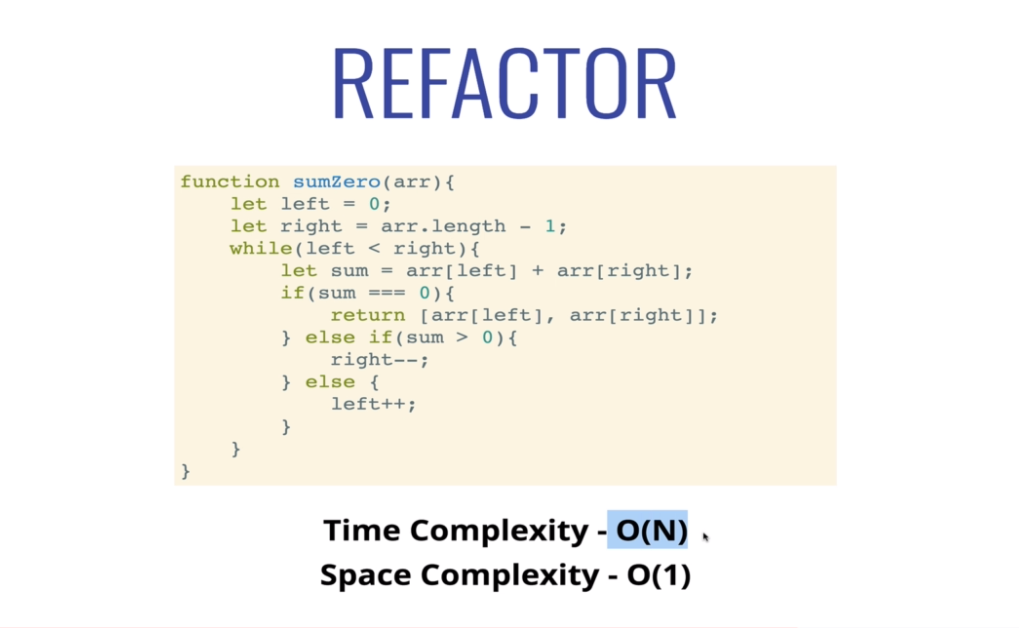 REFACTOR
function sumZero(arr){
    let left = 0;
    let right = arr.length - 1;
    while(left < right){
        let sum = arr[left] + arr[right];
        if(sum === 0){
            return [arr[left], arr[right]];
        } else if(sum > 0){
            right--;
        } else {
            left++;
        }
    }
}
Time Complexity - O(N)
Space Complexity - O(1)